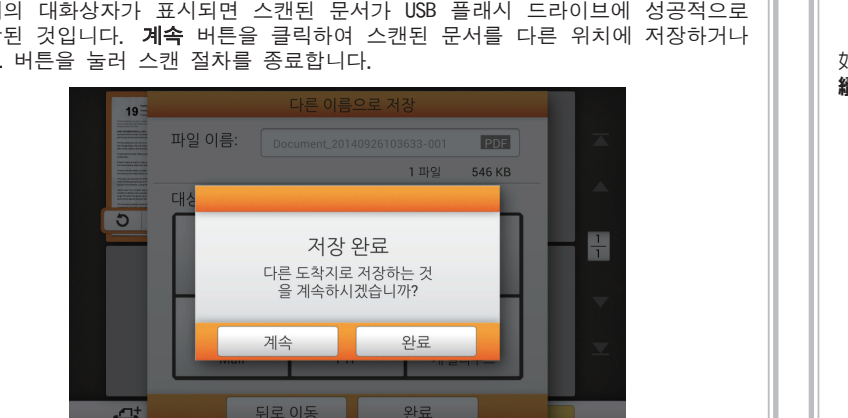 대화상자가 표시되면 스캔된 문서가 USB 플래시 드라이브에 성공적으로
것입니다. 계속 버튼을 클릭하여 스캔된 문서를 다른 위치에 저장하거나
버튼을 눌러 스캔 절차를 종료합니다.
19
다른 이름으로 저장
파일 이름:
Document_20140926103633-001
PDF
1 파일 546 KB
저장 완료
다른 도착지로 저장하는 것
을 계속하시겠습니까?
계속 완료
1
1
뒤로 이동 완료